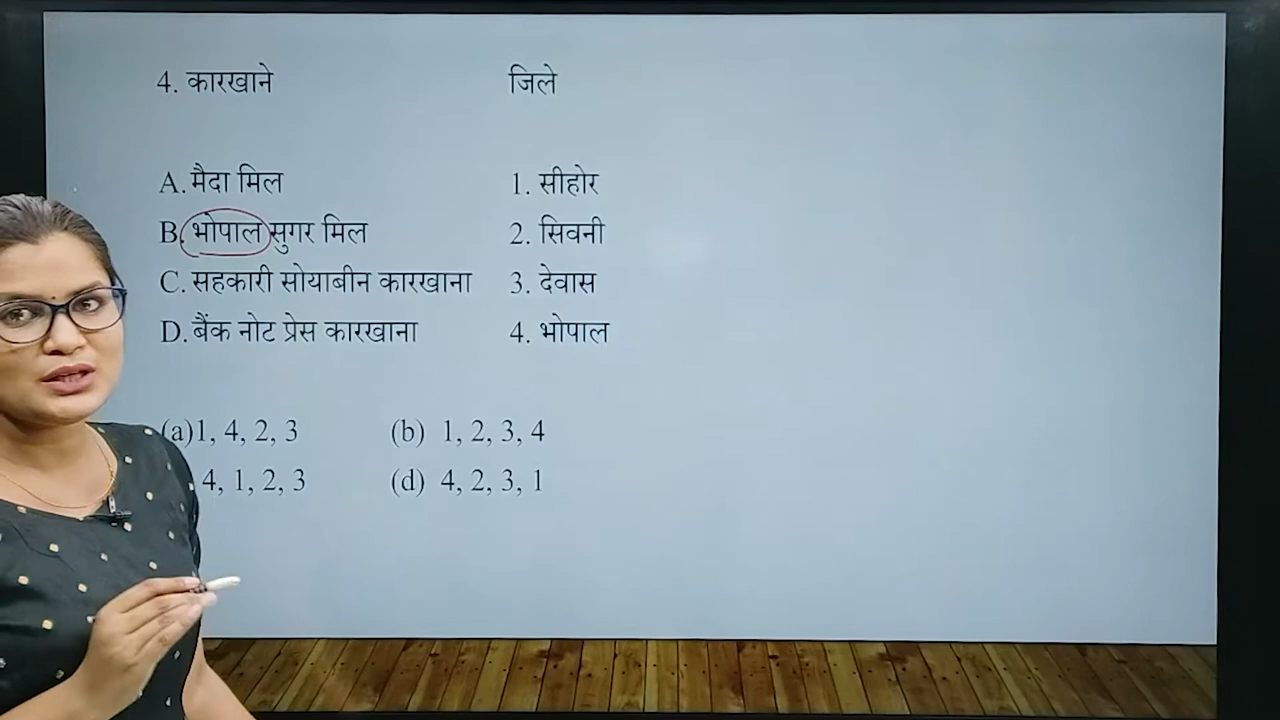 4. कारखाने जिले
A. मैदा मिल 1. सीहोर
B. भोपाल सुगर मिल 2. सिवनी
C. सहकारी सोयाबीन कारखाना 3. देवास
D. बैंक नोट प्रेस कारखाना 4. भोपाल
(a) 1, 4, 2, 3 (b) 1, 2, 3, 4
4, 1, 2, 3 (d) 4, 2, 3, 1